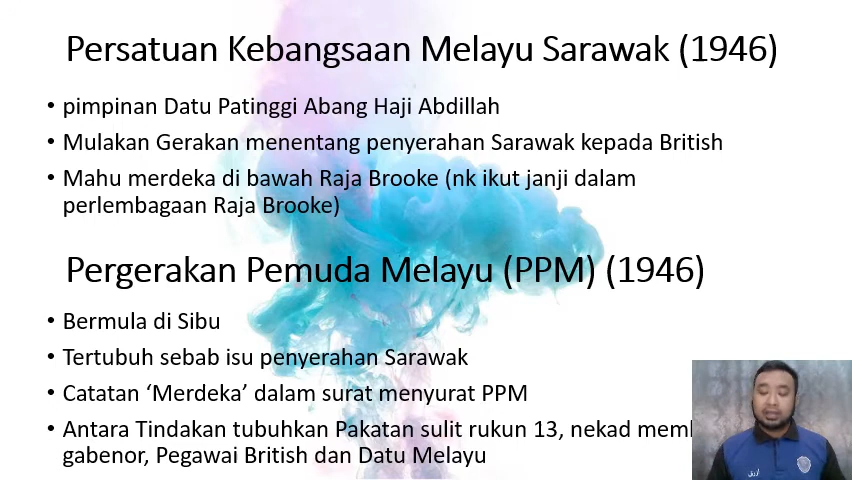 Persatuan Kebangsaan Melayu Sarawak (1946)
• pimpinan Datu Patinggi Abang Haji Abdillah
• Mulakan Gerakan menentang penyerahan Sarawak kepada British
• Mahu merdeka di bawah Raja Brooke (nk ikut janji dalam
perlembagaan Raja Brooke)
Pergerakan Pemuda Melayu (PPM) (1946)
• Bermula di Sibu
• Tertubuh sebab isu penyerahan Sarawak
• Catatan ‘Merdeka’ dalam surat menyurat PPM
• Antara Tindakan tubuhkan Pakatan sulit rukun 13, nekad
gabenor, Pegawai British dan Datu Melayu